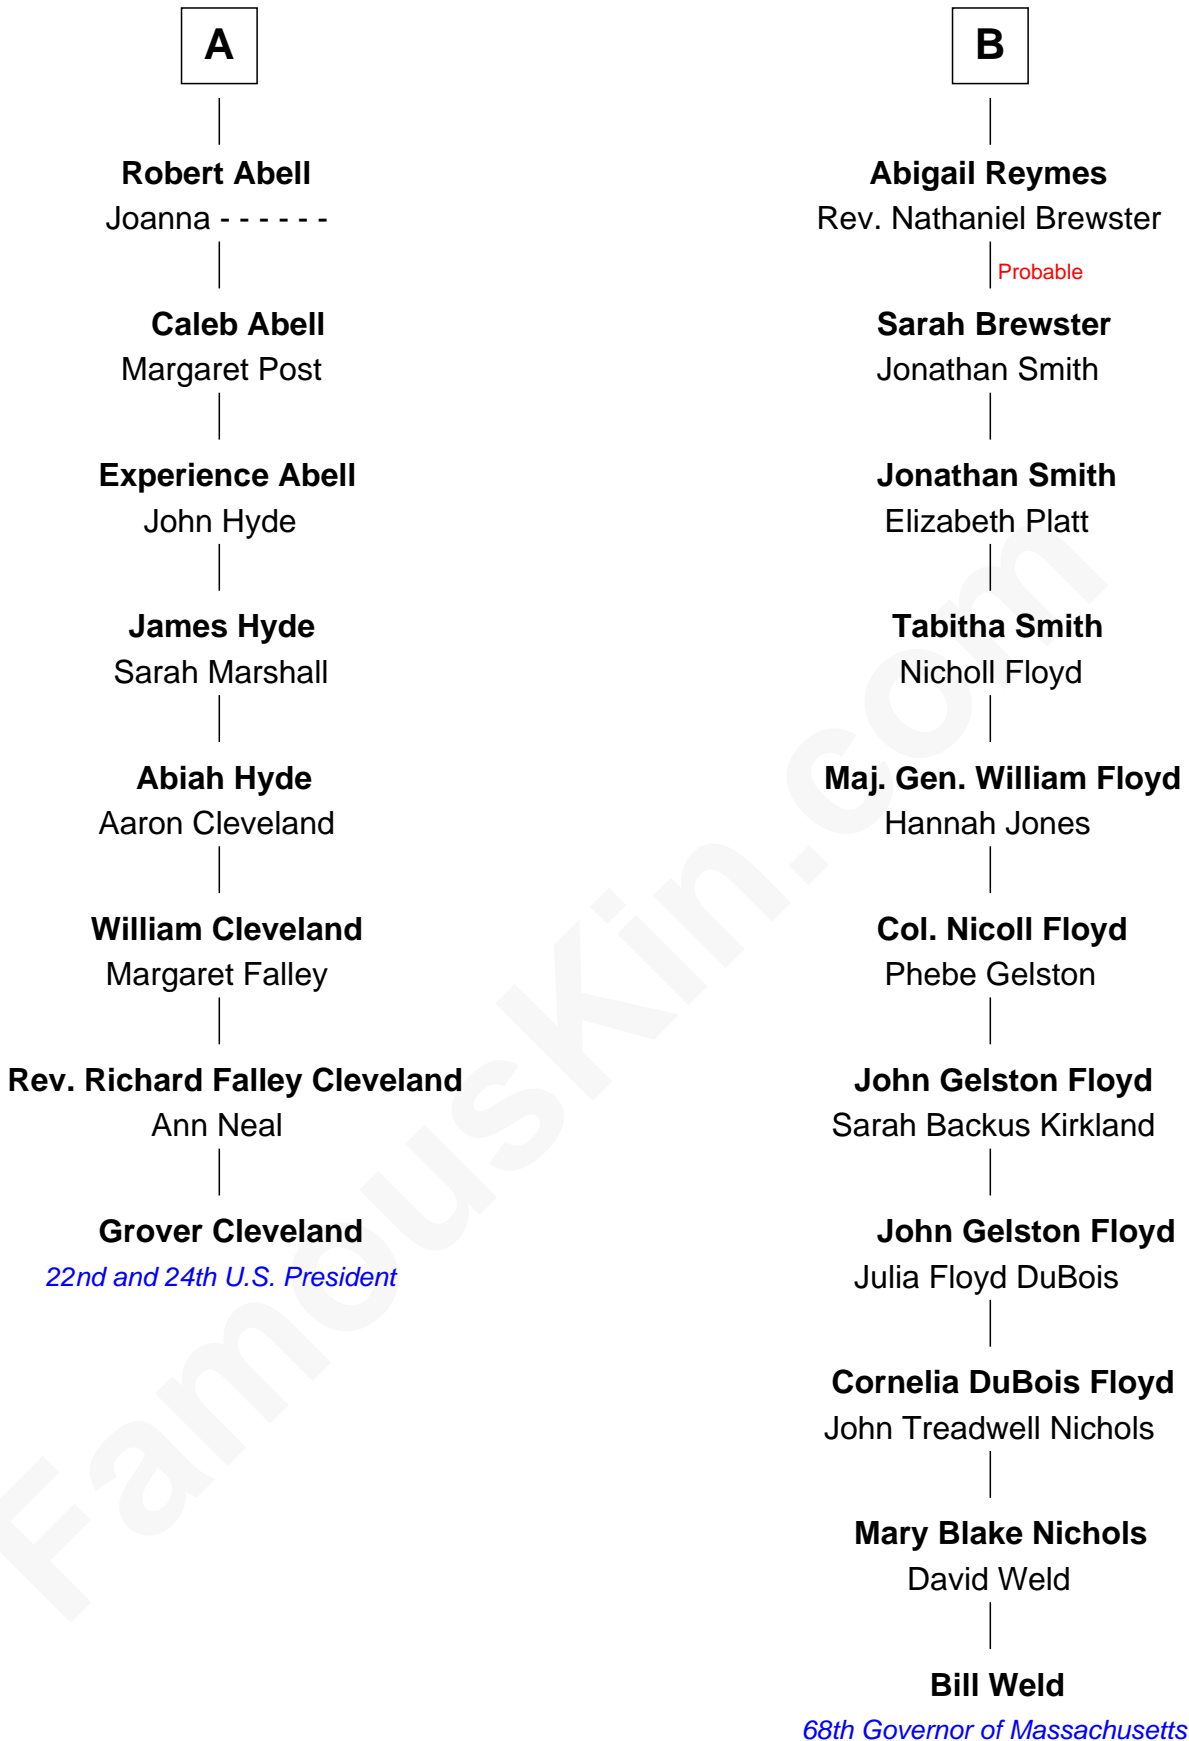 A
Robert Abell
Joanna - - - - - -
Caleb Abell
Margaret Post
Experience Abell
John Hyde
James Hyde
Sarah Marshall
Abiah Hyde
Aaron Cleveland
William Cleveland
Margaret Falley
Rev. Richard Falley Cleveland
Ann Neal
Grover Cleveland
22nd and 24th U.S. President
B
Abigail Reymes
Rev. Nathaniel Brewster
Probable
Sarah Brewster
Jonathan Smith
Jonathan Smith
Elizabeth Platt
Tabitha Smith
Nicholl Floyd
Maj. Gen. William Floyd
Hannah Jones
Col. Nicoll Floyd
Phebe Gelston
John Gelston Floyd
Sarah Backus Kirkland
John Gelston Floyd
Julia Floyd DuBois
Cornelia DuBois Floyd
John Treadwell Nichols
Mary Blake Nichols
David Weld
Bill Weld
68th Governor of Massachusetts
FamousKin.com